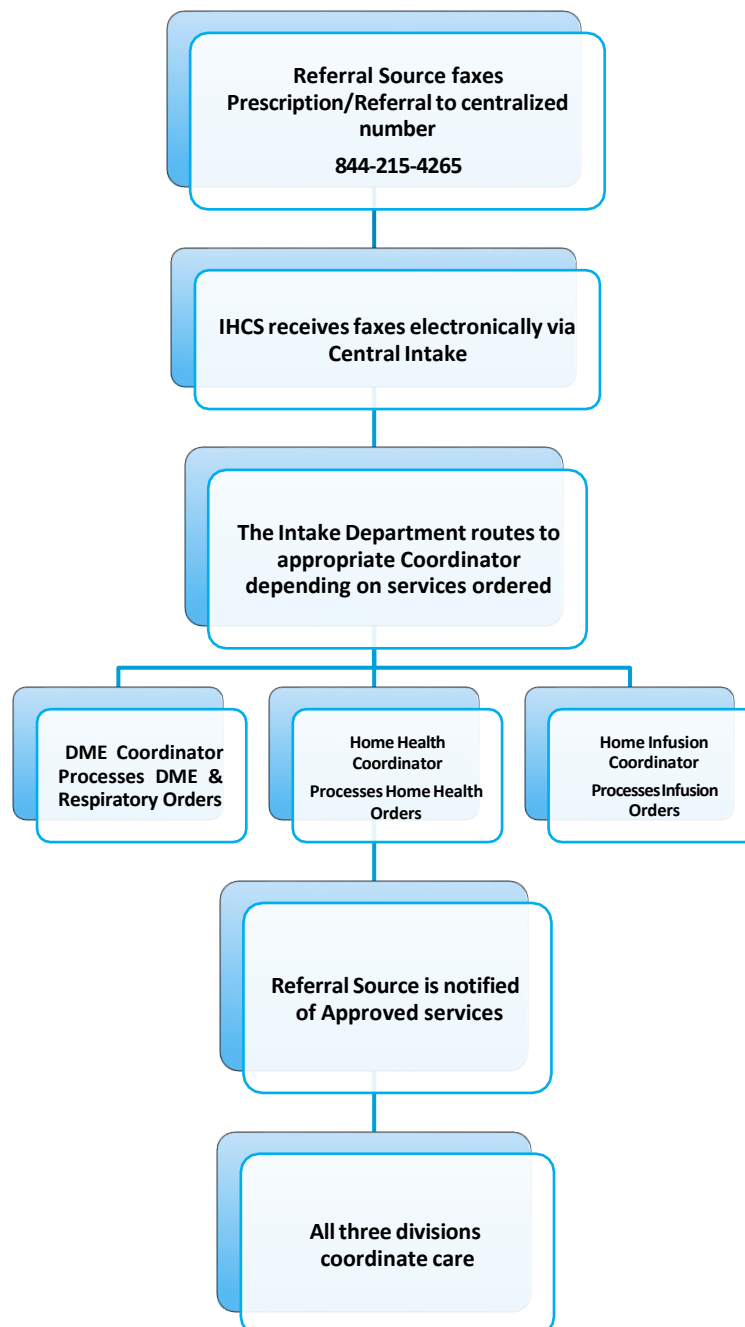 Referral Source faxes
Prescription/Referral to centralized
number
844-215-4265
IHCS receives faxes electronically via
Central Intake
The Intake Department routes to
appropriate Coordinator
depending on services ordered
DME Coordinator
Processes DME &
Respiratory Orders
Home Health
Coordinator
Processes Home Health
Orders
Home Infusion
Coordinator
Processes Infusion
Orders
Referral Source is notified
of Approved services
All three divisions
coordinate care